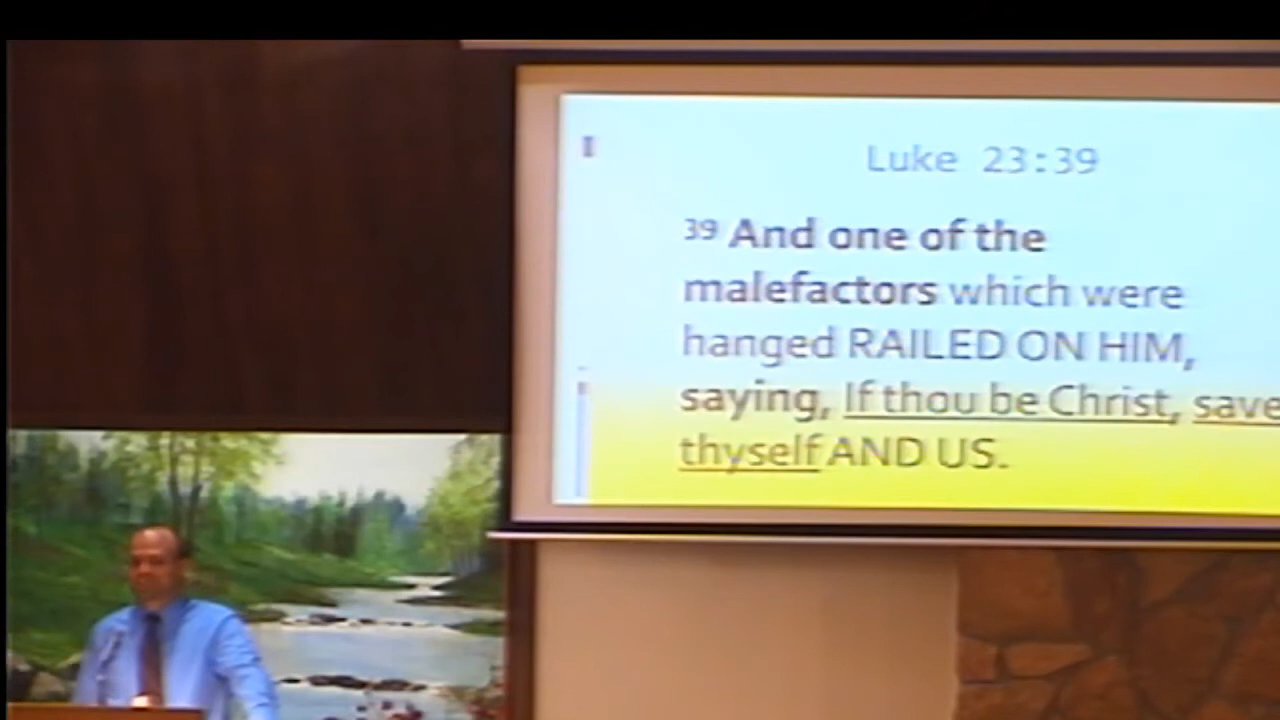 Luke 23:39
39 And one of the
malefactors which were
hanged RAILED ON HIM,
saying, If thou be Christ, save
thyself AND US.